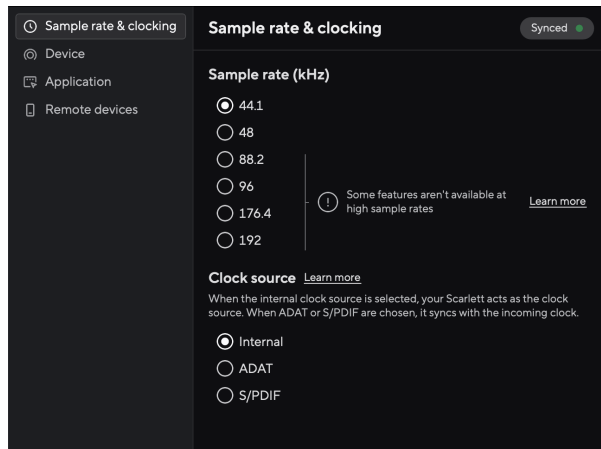 Sample rate & clocking
Device
Application
Remote devices
Sample rate & clocking
Synced
Sample rate (kHz)
44.1
48
88.2
96
176.4
192
Some features aren't available at
high sample rates
Learn more
Clock source Learn more
When the internal clock source is selected, your Scarlett acts as the clock
source. When ADAT or S/PDIF are chosen, it syncs with the incoming clock.
Internal
ADAT
S/PDIF